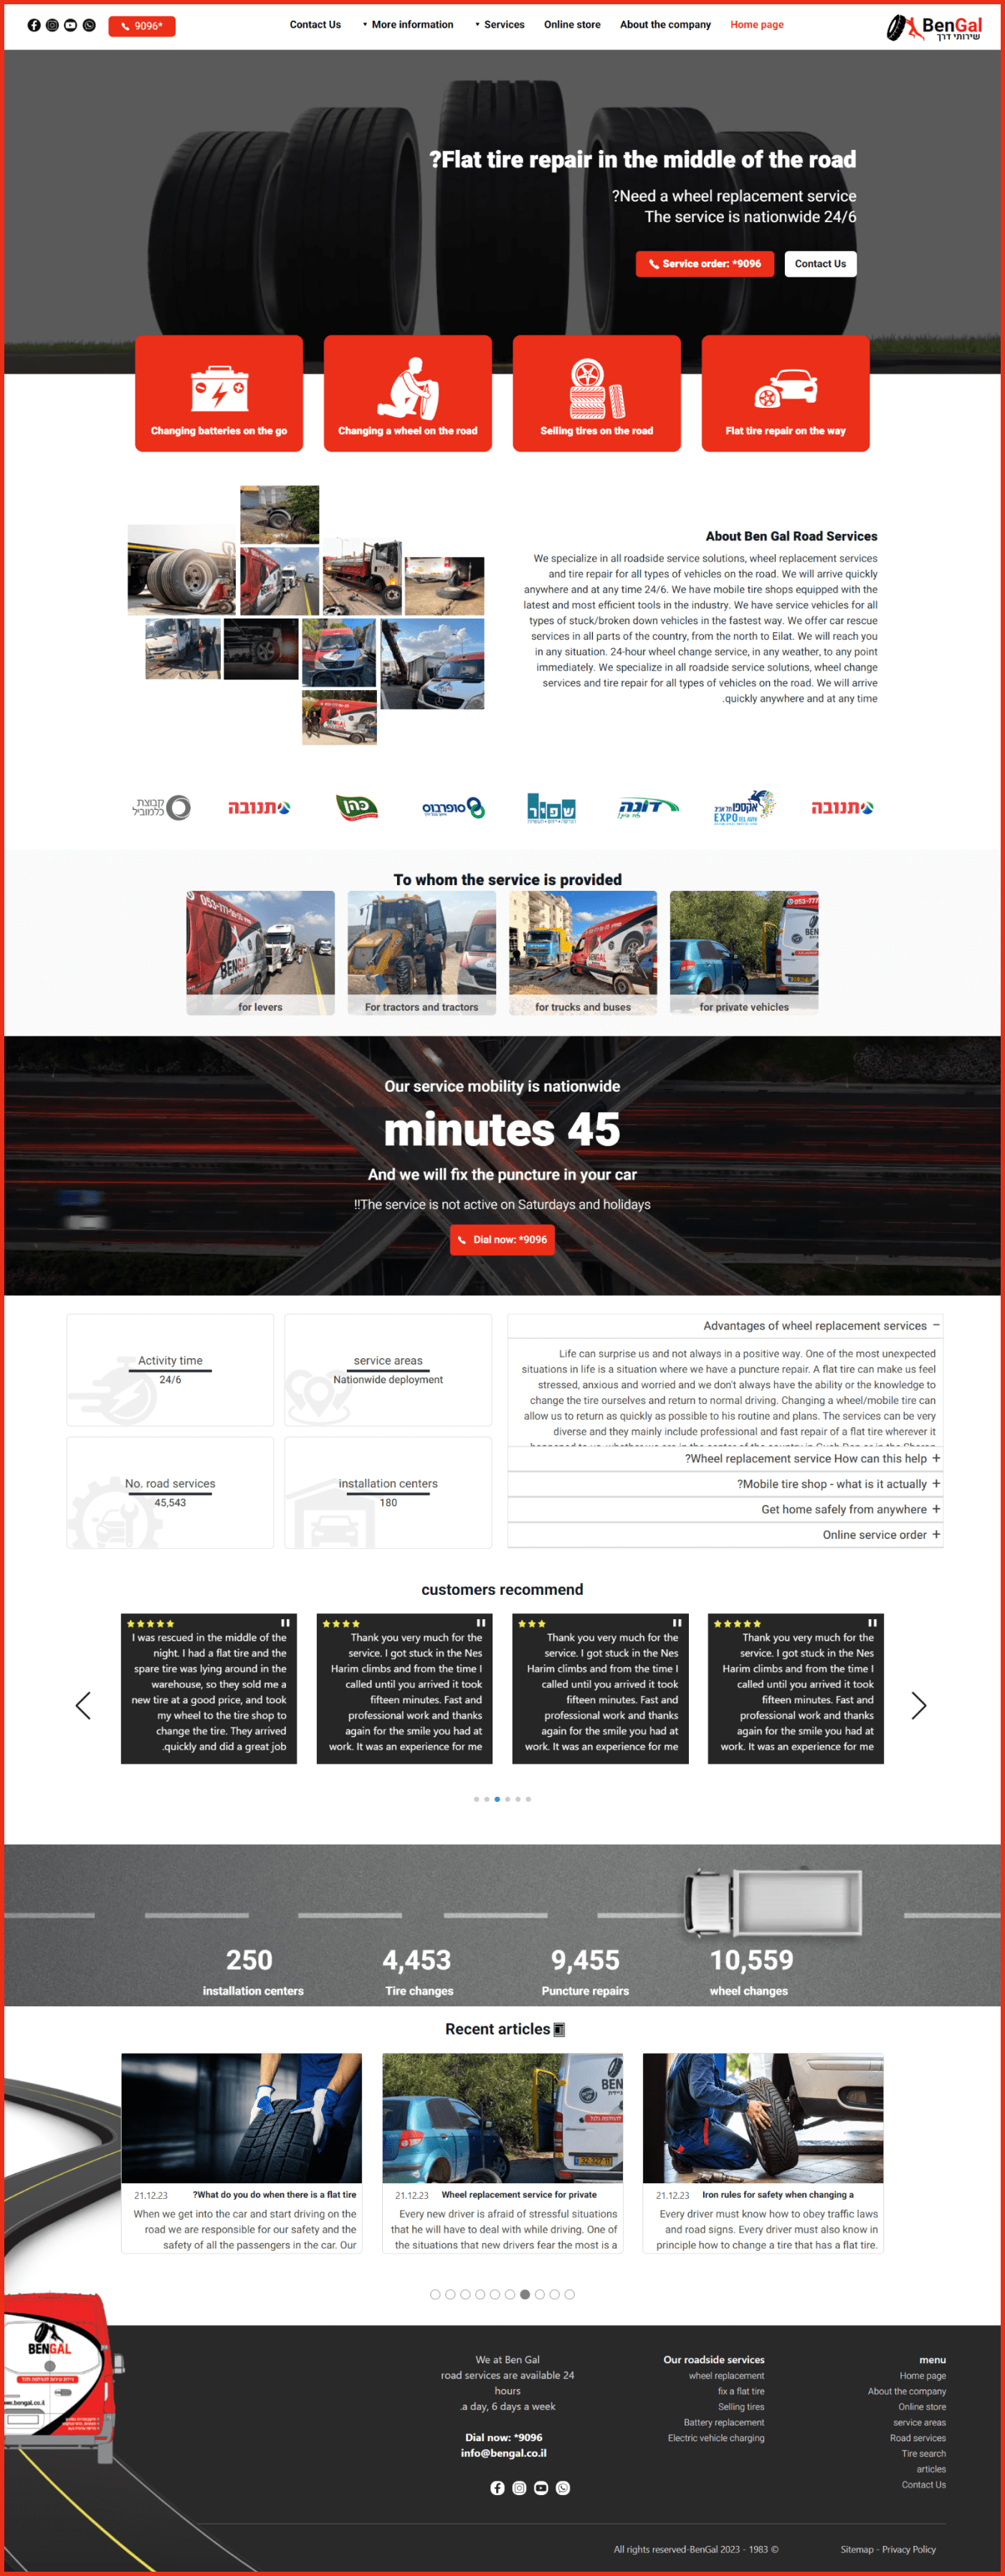 9096*
Contact Us
More information
Services
Online store
About the company
Home page
BenGal
שירותי דרך
?Flat tire repair in the middle of the road
?Need a wheel replacement service
The service is nationwide 24/6
Service order: *9096
Contact Us
Changing batteries on the go
Changing a wheel on the road
Selling tires on the road
Flat tire repair on the way
About Ben Gal Road Services
We specialize in all roadside service solutions, wheel replacement services
and tire repair for all types of vehicles on the road. We will arrive quickly
anywhere and at any time 24/6. We have mobile tire shops equipped with the
latest and most efficient tools in the industry. We have service vehicles for all
types of stuck/broken down vehicles in the fastest way. We offer car rescue
services in all parts of the country, from the north to Eilat. We will reach you
in any situation. 24-hour wheel change service, in any weather, to any point
immediately. We specialize in all roadside service solutions, wheel change
services and tire repair for all types of vehicles on the road. We will arrive
.quickly anywhere and at any time
קבוצת
כלמוביל
תנובה
כהן
סופרבוס
שפיר
דונה
אקספו תל אביב
EXPO TEL AVIV
תנובה
To whom the service is provided
for levers
For tractors and tractors
for trucks and buses
for private vehicles
Our service mobility is nationwide
minutes 45
And we will fix the puncture in your car
!!The service is not active on Saturdays and holidays
Dial now: *9096
Activity time
24/6
service areas
Nationwide deployment
No. road services
45,543
installation centers
180
Advantages of wheel replacement services −
Life can surprise us and not always in a positive way. One of the most unexpected
situations in life is a situation where we have a puncture repair. A flat tire can make us feel
stressed, anxious and worried and we don't always have the ability or the knowledge to
change the tire ourselves and return to normal driving. Changing a wheel/mobile tire can
allow us to return as quickly as possible to his routine and plans. The services can be very
diverse and they mainly include professional and fast repair of a flat tire wherever it
?Wheel replacement service How can this help +
?Mobile tire shop - what is it actually +
Get home safely from anywhere +
Online service order +
customers recommend
I was rescued in the middle of the
night. I had a flat tire and the
spare tire was lying around in the
warehouse, so they sold me a
new tire at a good price, and took
my wheel to the tire shop to
change the tire. They arrived
.quickly and did a great job
Thank you very much for the
service. I got stuck in the Nes
Harim climbs and from the time I
called until you arrived it took
fifteen minutes. Fast and
professional work and thanks
again for the smile you had at
work. It was an experience for me
Thank you very much for the
service. I got stuck in the Nes
Harim climbs and from the time I
called until you arrived it took
fifteen minutes. Fast and
professional work and thanks
again for the smile you had at
work. It was an experience for me
Thank you very much for the
service. I got stuck in the Nes
Harim climbs and from the time I
called until you arrived it took
fifteen minutes. Fast and
professional work and thanks
again for the smile you had at
work. It was an experience for me
250
installation centers
4,453
Tire changes
9,455
Puncture repairs
10,559
wheel changes
Recent articles
21.12.23 ?What do you do when there is a flat tire
When we get into the car and start driving on the
road we are responsible for our safety and the
safety of all the passengers in the car. Our
21.12.23 Wheel replacement service for private
Every new driver is afraid of stressful situations
that he will have to deal with while driving. One of
the situations that new drivers fear the most is a
21.12.23 Iron rules for safety when changing a
Every driver must know how to obey traffic laws
and road signs. Every driver must also know in
principle how to change a tire that has a flat tire.
BENGAL
We at Ben Gal
road services are available 24
hours
.a day, 6 days a week
Dial now: *9096
info@bengal.co.il
Our roadside services
wheel replacement
fix a flat tire
Selling tires
Battery replacement
Electric vehicle charging
menu
Home page
About the company
Online store
service areas
Road services
Tire search
articles
Contact Us
All rights reserved-BenGal 2023 - 1983 ©
Sitemap - Privacy Policy